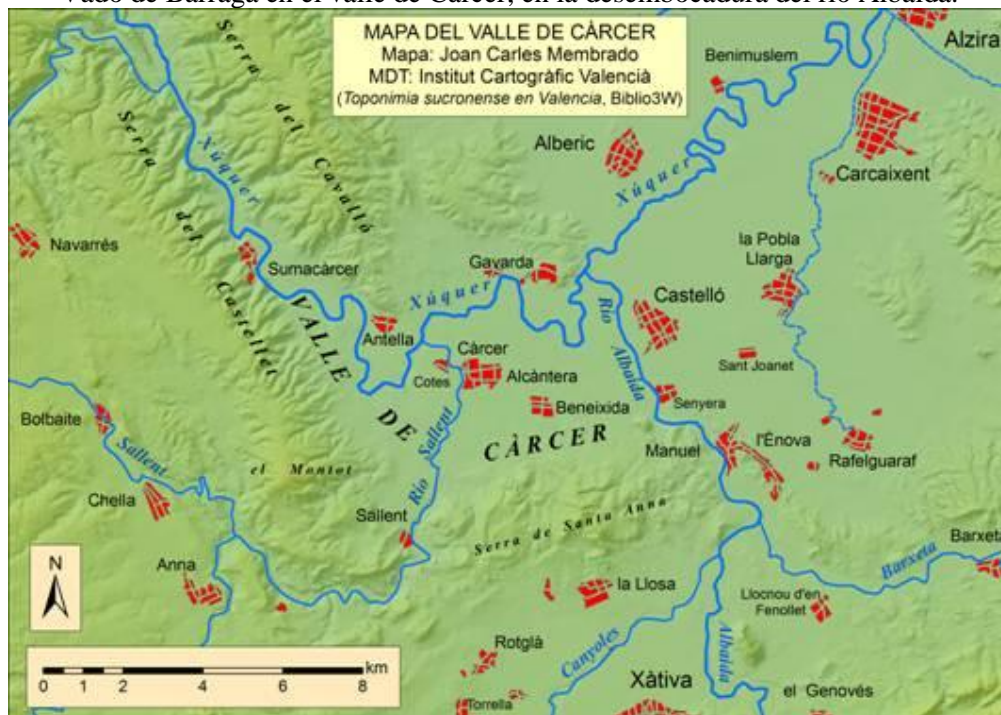 Vado de Barraga en el valle de Càrcer, en la desembocadura del río Albaida.
MAPA DEL VALLE DE CÀRCER
Mapa: Joan Carles Membrado
MDT: Institut Cartogràfic Valencià
(Toponimia sucronense en Valencia, Biblio3W)
Alzira
Benimuslem
Serra del Cavalló
Serra del Castellet
Xúquer
Alberic
Xúquer
Carcaixent
Navarrés
Sumacàrcer
Gavarda
la Pobla
Llarga
Xúquer
Río Albaida
Castelló
VALLE DE CÀRCER
Antella
Càrcer
Cotes
Alcàntera
Sant Joanet
Beneixida
Senyera
Bolbaite
Sallent
Río Sallent
Manuel
l'Ènova
Rafelguaraf
el Montot
Chella
Sallent
Serra de Santa Anna
Barxeta
Barxeta
N
Anna
la Llosa
Llocnou d'en
Fenollet
Canyoles
Albaida
Rotglà
km
0 1 2 4 6 8
Torrella
Xàtiva
el Genovés